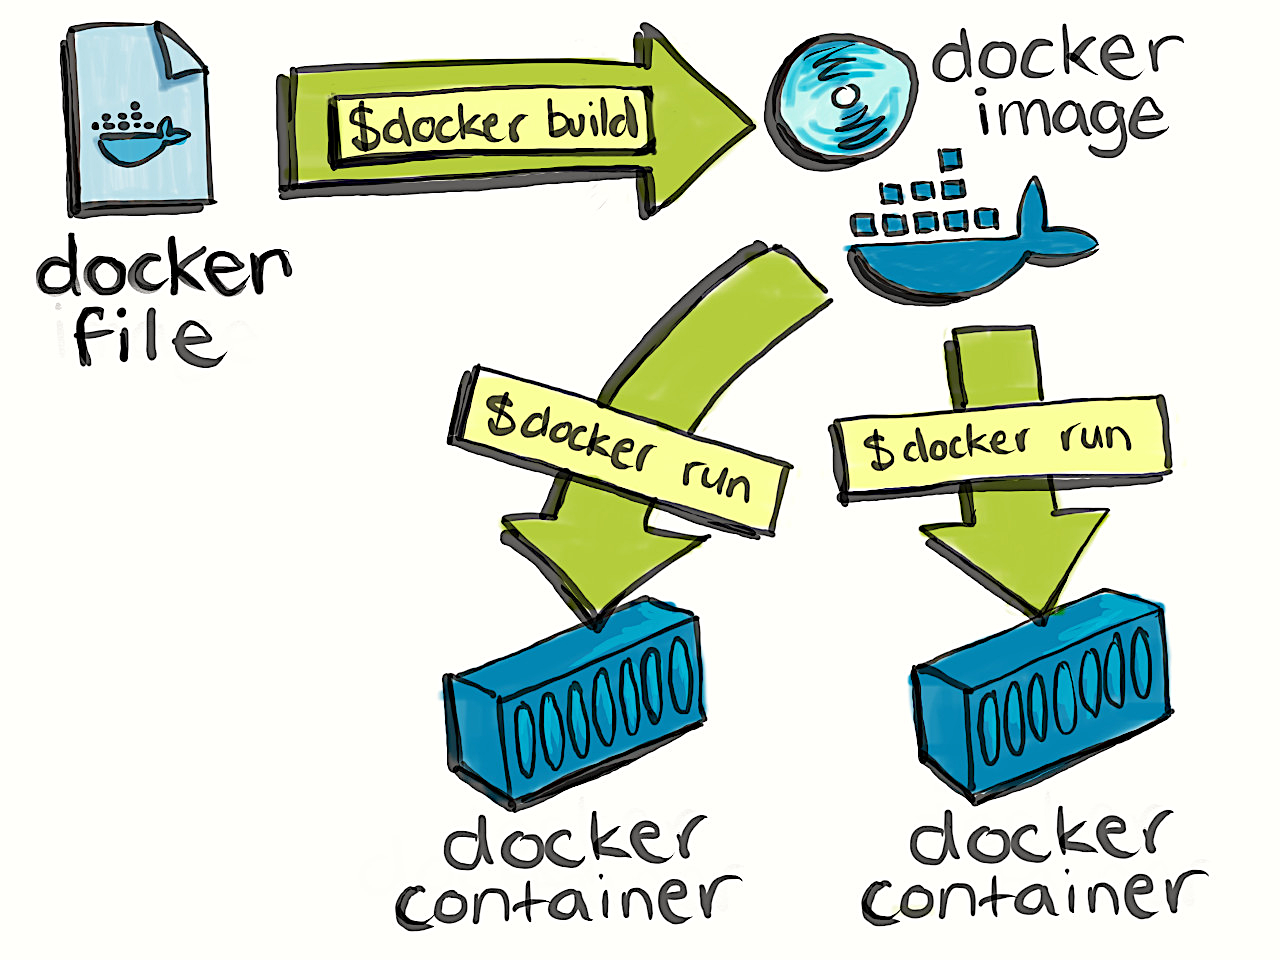 docker
file
$docker build
docker
image
$docker run
$docker run
docker
container
docker
container